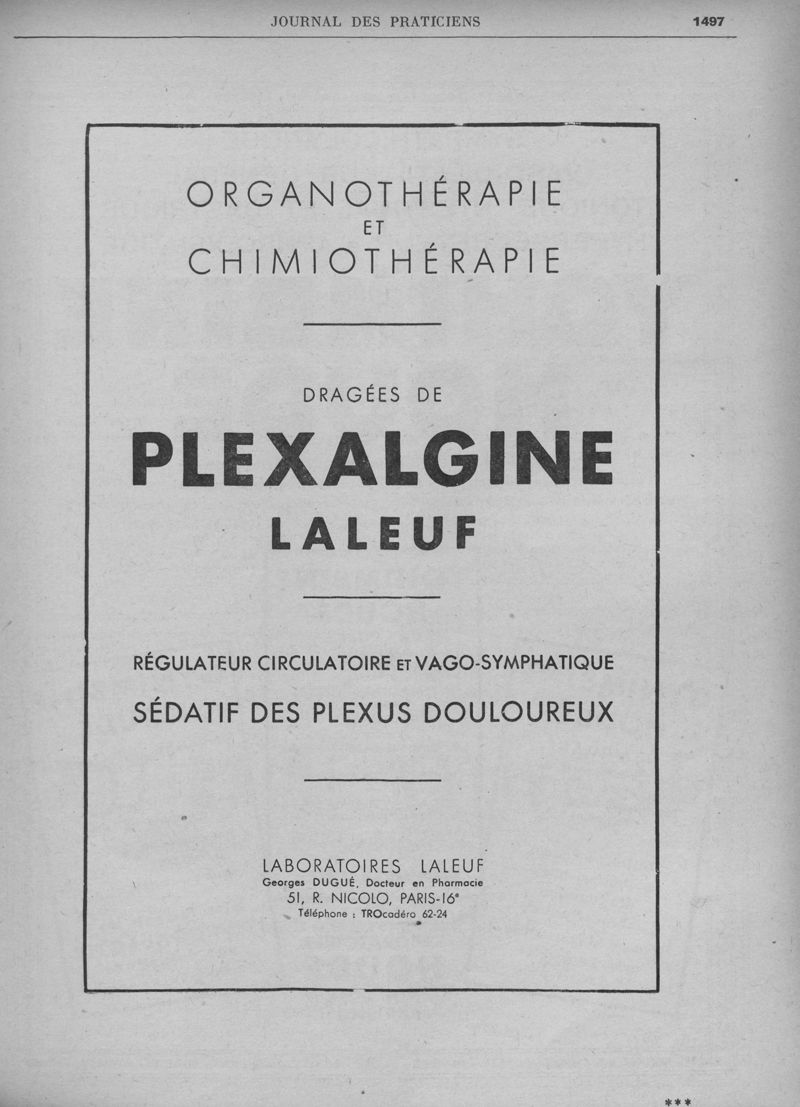 JOURNAL DES PRATICIENS
1497
ORGANOTHÉRAPIE
ET
CHIMIOTHÉRAPIE
DRAGÉES DE
PLEXALGINE
LALEUF
RÉGULATEUR CIRCULATOIRE ET VAGO-SYMPHATIQUE
SÉDATIF DES PLEXUS DOULOUREUX
LABORATOIRES LALEUF
Georges DUGUÉ, Docteur en Pharmacie
51, R. NICOLO, PARIS-16e
Téléphone : TROcadéro 62-24
***